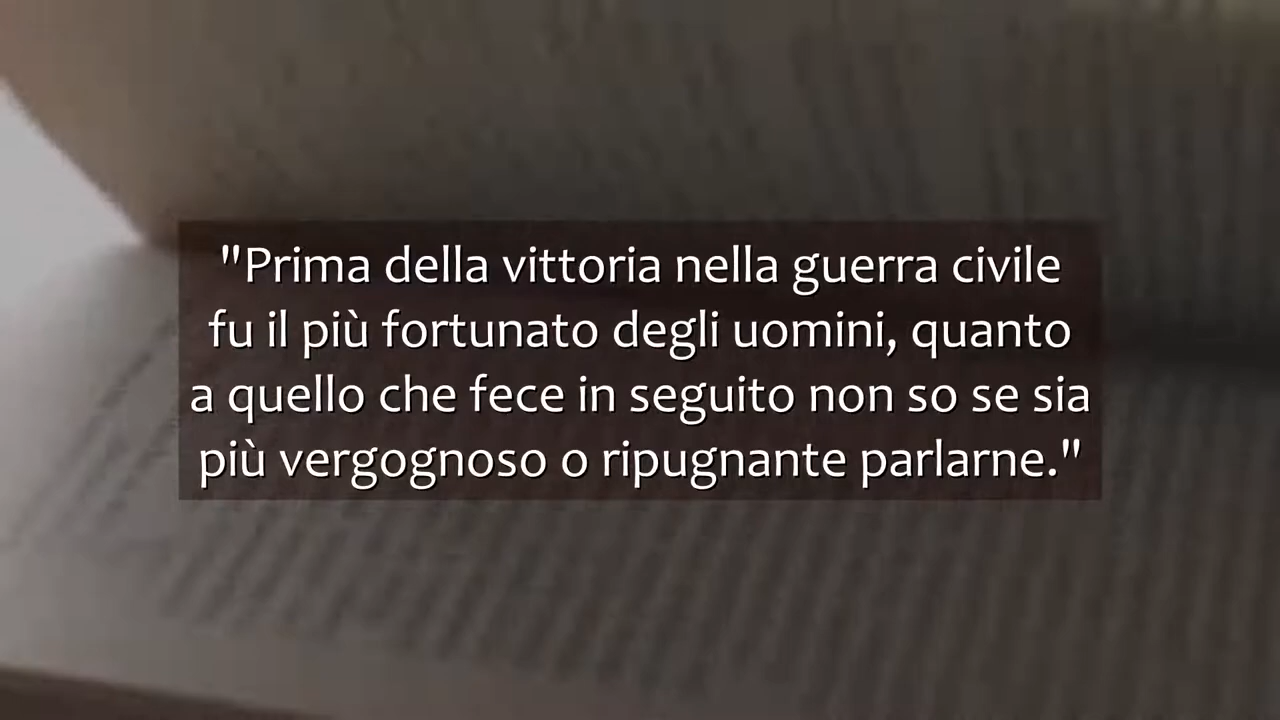 "Prima della vittoria nella guerra civile
fu il più fortunato degli uomini, quanto
a quello che fece in seguito non so se sia
più vergognoso o ripugnante parlarne."